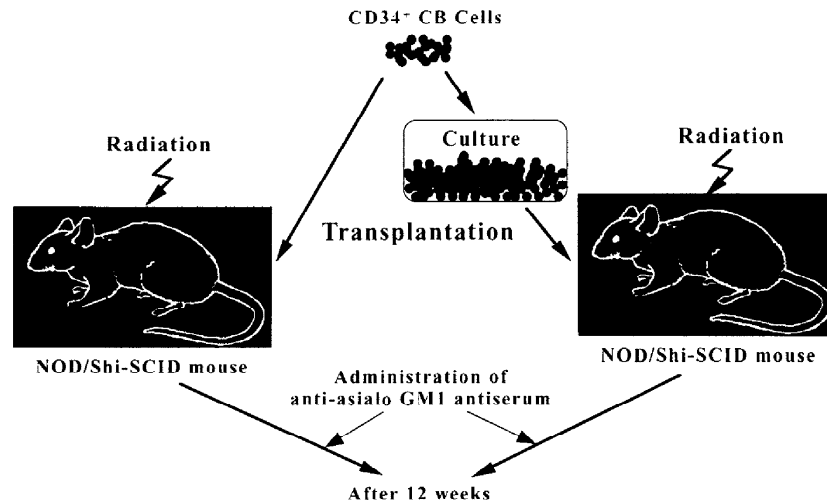 CD34⁺ CB Cells
Radiation
Culture
Radiation
Transplantation
NOD/Shi-SCID mouse
NOD/Shi-SCID mouse
Administration of
anti-asialo GM1 antiserum
After 12 weeks